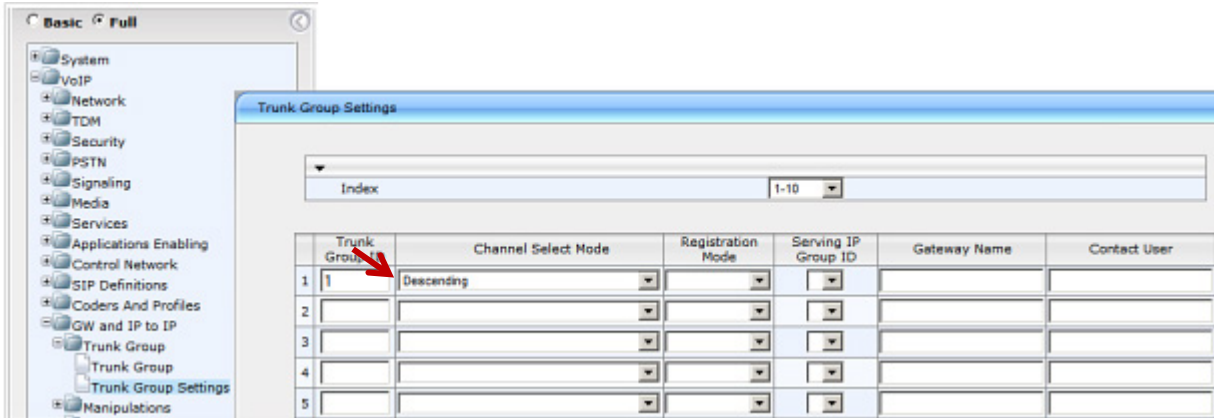 Basic Full
System
VoIP
Network
TDM
Security
PSTN
Signaling
Media
Services
Applications Enabling
Control Network
SIP Definitions
Coders And Profiles
GW and IP to IP
Trunk Group
Trunk Group
Trunk Group Settings
Manipulations
Trunk Group Settings
Index 1-10
Trunk Group ID Channel Select Mode Registration Mode Serving IP Group ID Gateway Name Contact User
1 1 Descending
2
3
4
5